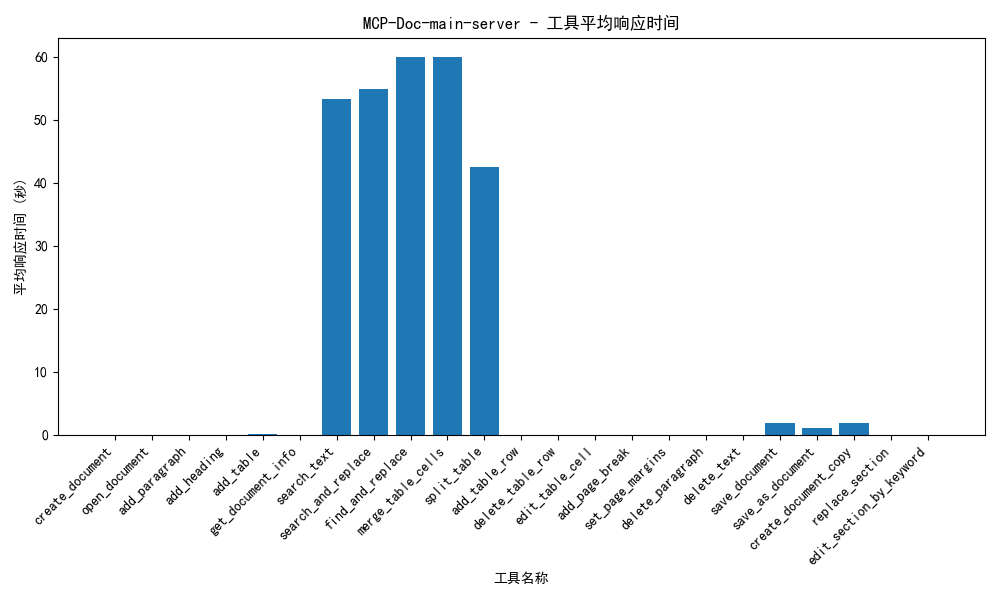 MCP-Doc-main-server - 工具平均响应时间
平均响应时间 (秒)
60
50
40
30
20
10
0
create_document
open_document
add_paragraph
add_heading
add_table
get_document_info
search_text
search_and_replace
find_and_replace
merge_table_cells
split_table
add_table_row
delete_table_row
edit_table_cell
add_page_break
set_page_margins
delete_paragraph
delete_text
save_document
save_as_document
create_document_copy
replace_section
edit_section_by_keyword
工具名称